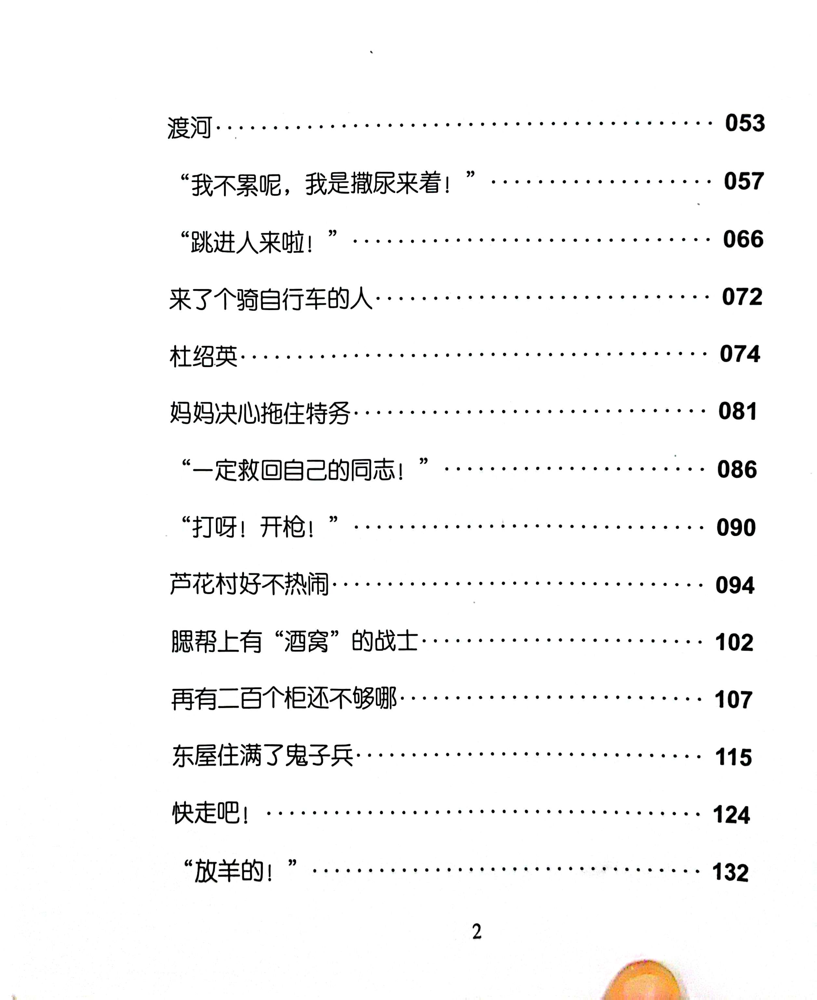 渡河…………………………………… 053
“我不累呢，我是撒尿来着！”………………… 057
“跳进人来啦！”………………………… 066
来了个骑自行车的人………………………… 072
杜绍英………………………………… 074
妈妈决心拖住特务………………………… 081
“一定救回自己的同志！”…………………… 086
“打呀！开枪！”………………………… 090
芦花村好不热闹………………………… 094
腮帮上有“酒窝”的战士…………………… 102
再有二百个柜还不够哪……………………… 107
东屋住满了鬼子兵………………………… 115
快走吧！……………………………… 124
“放羊的！”…………………………… 132
2